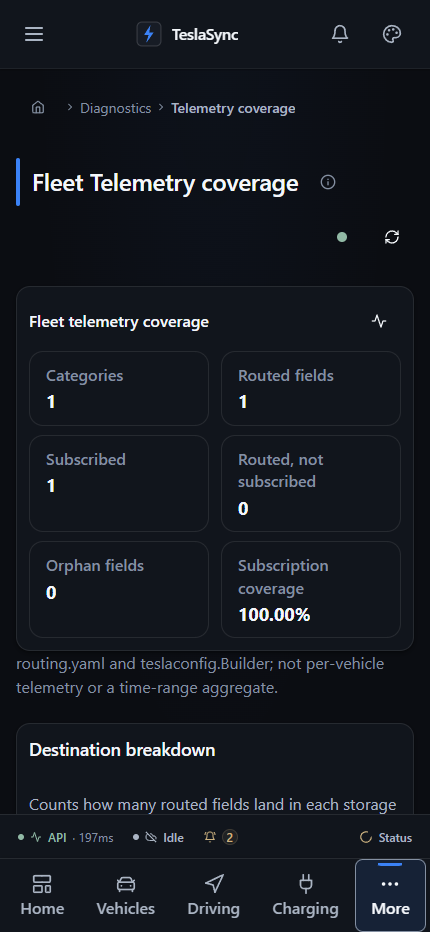 TeslaSync
Diagnostics
Telemetry coverage
Fleet Telemetry coverage
Fleet telemetry coverage
Categories
1
Routed fields
1
Subscribed
1
Routed, not
subscribed
0
Orphan fields
0
Subscription
coverage
100.00%
routing.yaml and teslaconfig.Builder; not per-vehicle
telemetry or a time-range aggregate.
Destination breakdown
Counts how many routed fields land in each storage
API · 197ms
Idle
2
Status
Home
Vehicles
Driving
Charging
More